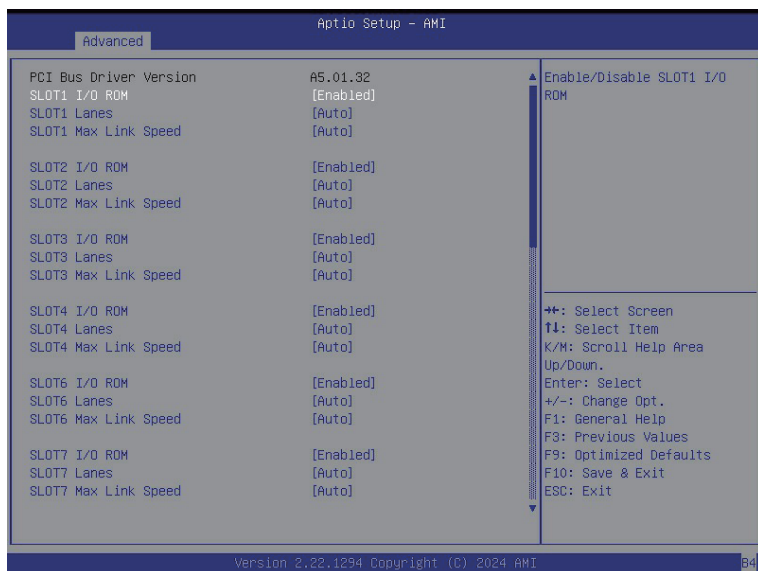 Aptio Setup – AMI
Advanced
PCI Bus Driver Version A5.01.32
SLOT1 I/O ROM [Enabled]
SLOT1 Lanes [Auto]
SLOT1 Max Link Speed [Auto]
SLOT2 I/O ROM [Enabled]
SLOT2 Lanes [Auto]
SLOT2 Max Link Speed [Auto]
SLOT3 I/O ROM [Enabled]
SLOT3 Lanes [Auto]
SLOT3 Max Link Speed [Auto]
SLOT4 I/O ROM [Enabled]
SLOT4 Lanes [Auto]
SLOT4 Max Link Speed [Auto]
SLOT6 I/O ROM [Enabled]
SLOT6 Lanes [Auto]
SLOT6 Max Link Speed [Auto]
SLOT7 I/O ROM [Enabled]
SLOT7 Lanes [Auto]
SLOT7 Max Link Speed [Auto]
Enable/Disable SLOT1 I/O
ROM
→←: Select Screen
↑↓: Select Item
K/M: Scroll Help Area
Up/Down.
Enter: Select
+/-: Change Opt.
F1: General Help
F3: Previous Values
F9: Optimized Defaults
F10: Save & Exit
ESC: Exit
Version 2.22.1294 Copyright (C) 2024 AMI
B4